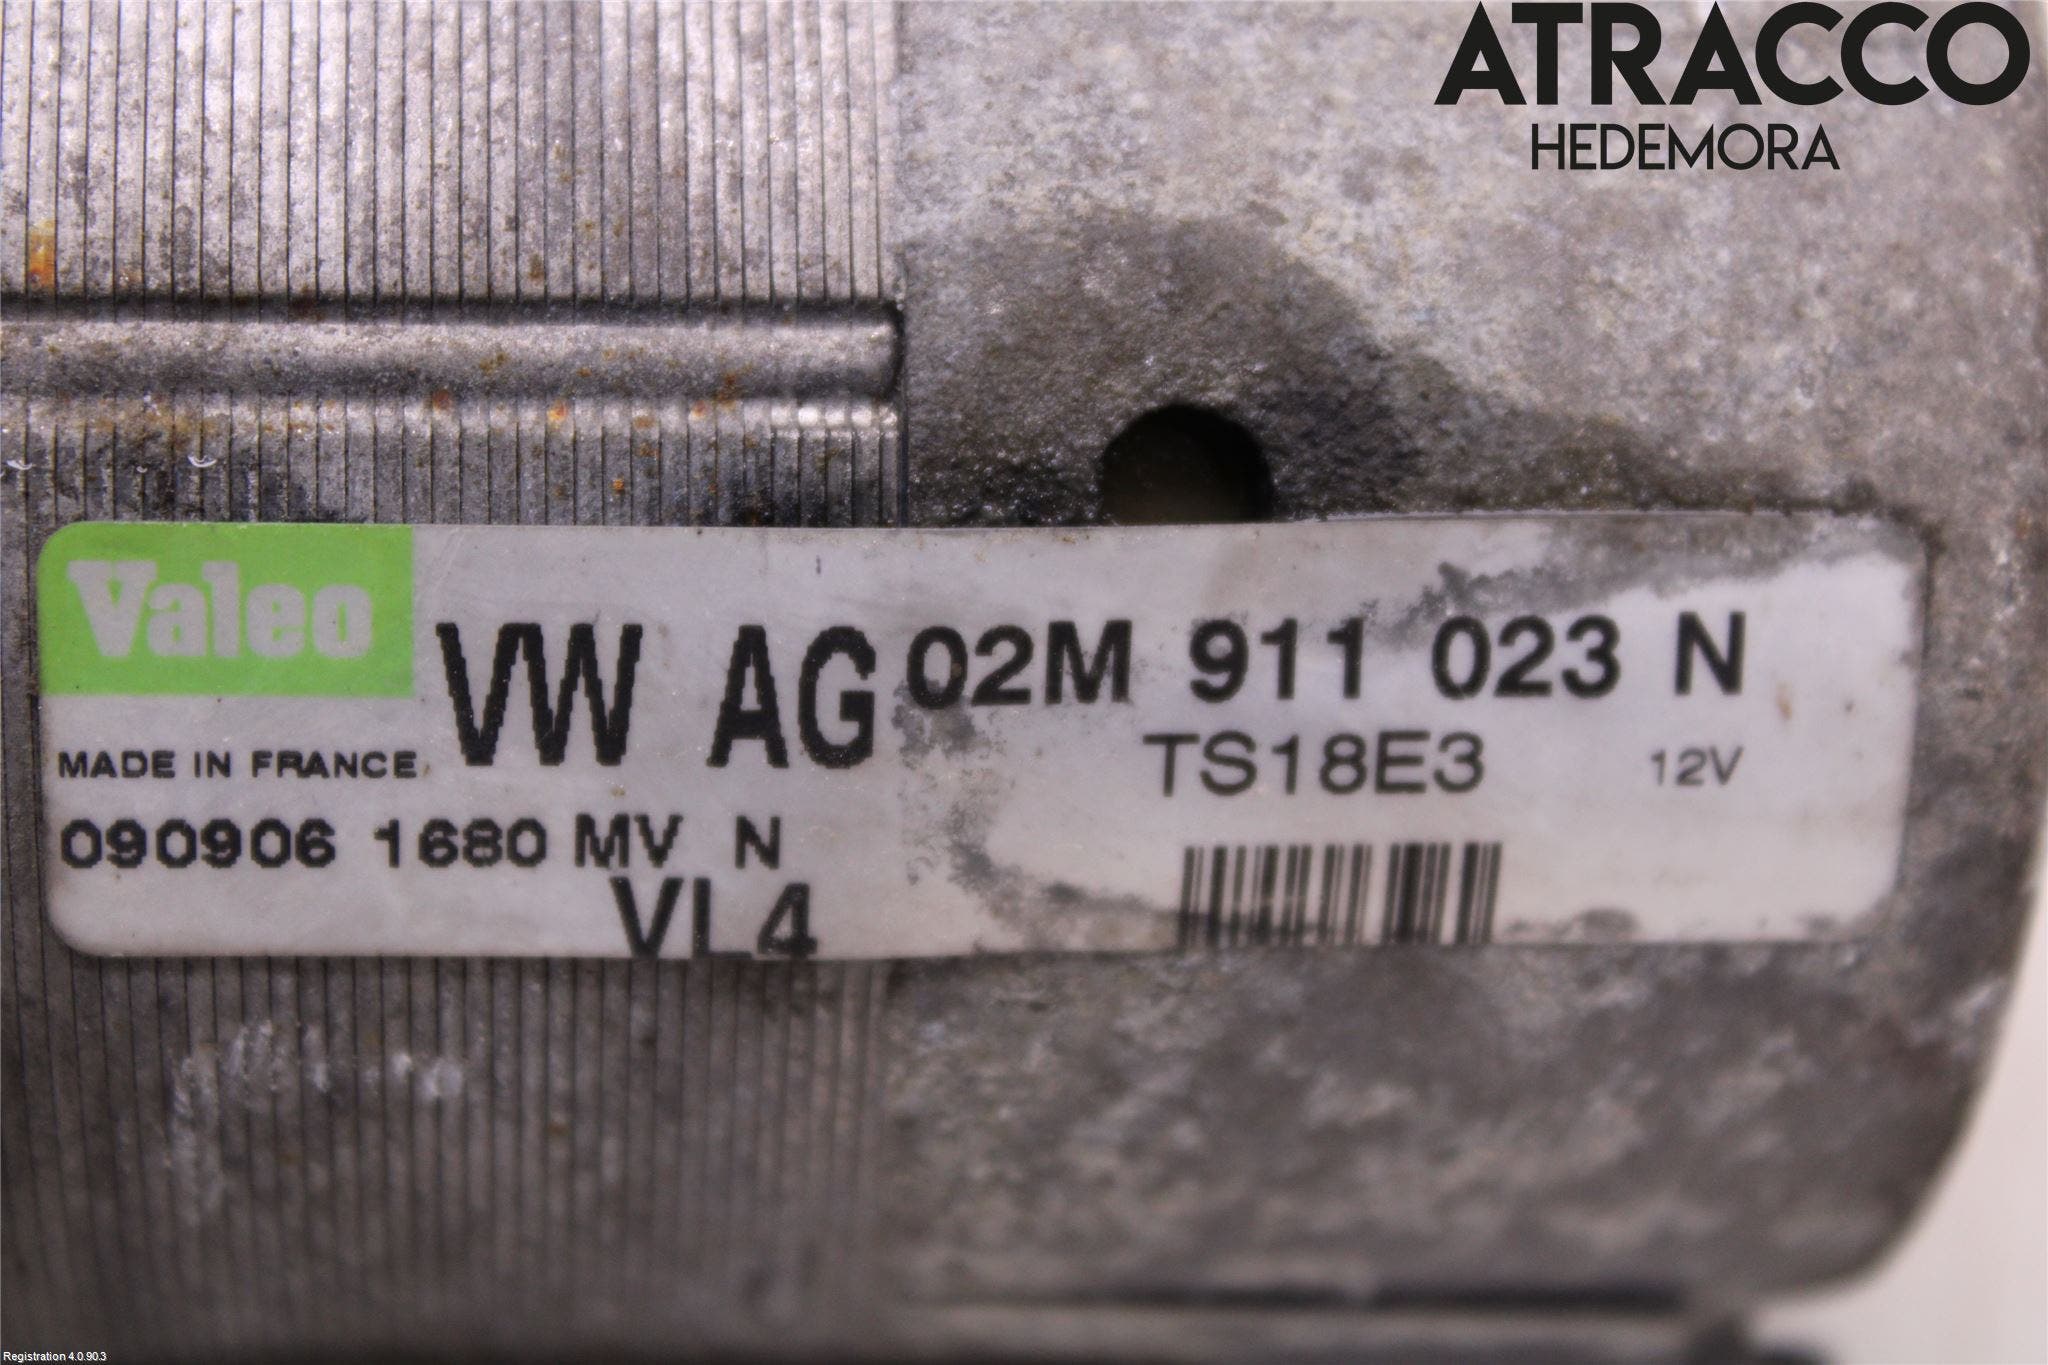 ATRACCO
HEDEMORA
Valeo
VW AG 02M 911 023 N
TS18E3 12V
MADE IN FRANCE
090906 1680 MV N
VL4
Registration 4.0.90.3